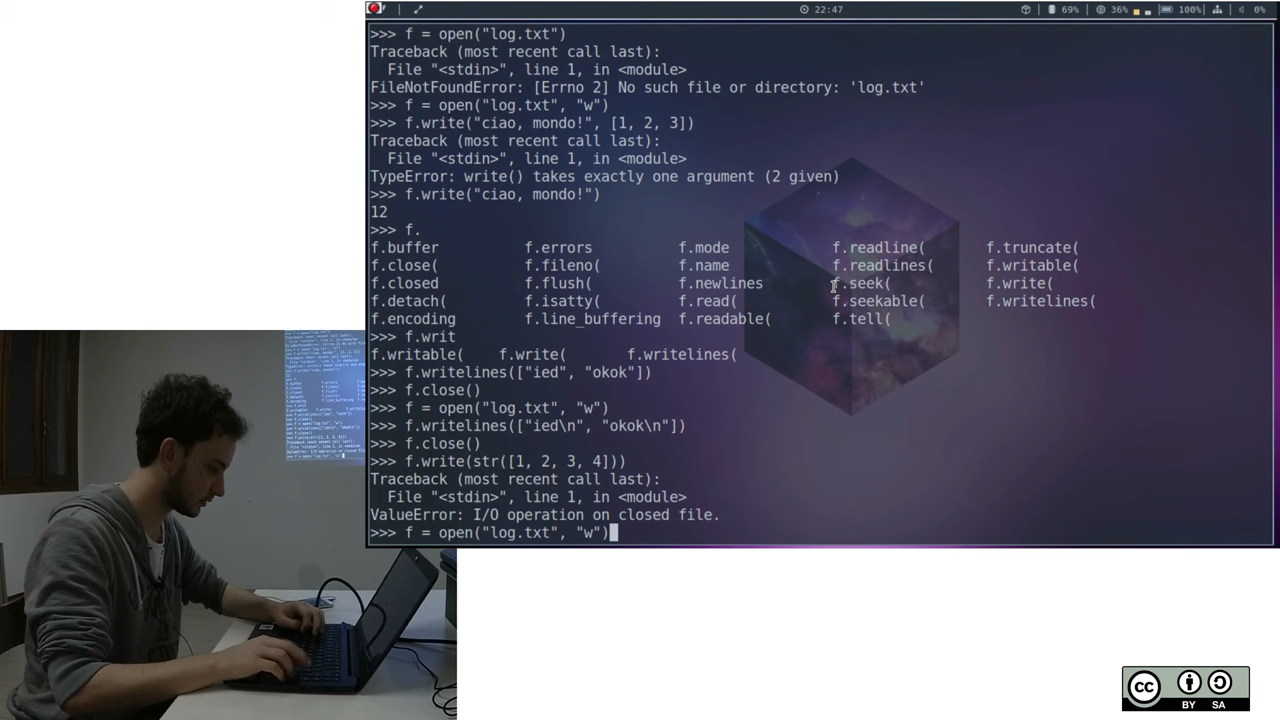 22:47
69%
36%
100%
0%
>>> f = open("log.txt")
Traceback (most recent call last):
  File "<stdin>", line 1, in <module>
FileNotFoundError: [Errno 2] No such file or directory: 'log.txt'
>>> f = open("log.txt", "w")
>>> f.write("ciao, mondo!", [1, 2, 3])
Traceback (most recent call last):
  File "<stdin>", line 1, in <module>
TypeError: write() takes exactly one argument (2 given)
>>> f.write("ciao, mondo!")
12
>>> f.
f.buffer f.errors f.mode f.readline( f.truncate(
f.close( f.fileno( f.name f.readlines( f.writable(
f.closed f.flush( f.newlines f.seek( f.write(
f.detach( f.isatty( f.read( f.seekable( f.writelines(
f.encoding f.line_buffering f.readable( f.tell(
>>> f.writ
f.writable( f.write( f.writelines(
>>> f.writelines(["ied", "okok"])
>>> f.close()
>>> f = open("log.txt", "w")
>>> f.writelines(["ied\n", "okok\n"])
>>> f.close()
>>> f.write(str([1, 2, 3, 4]))
Traceback (most recent call last):
  File "<stdin>", line 1, in <module>
ValueError: I/O operation on closed file.
>>> f = open("log.txt", "w")
cc
BY SA